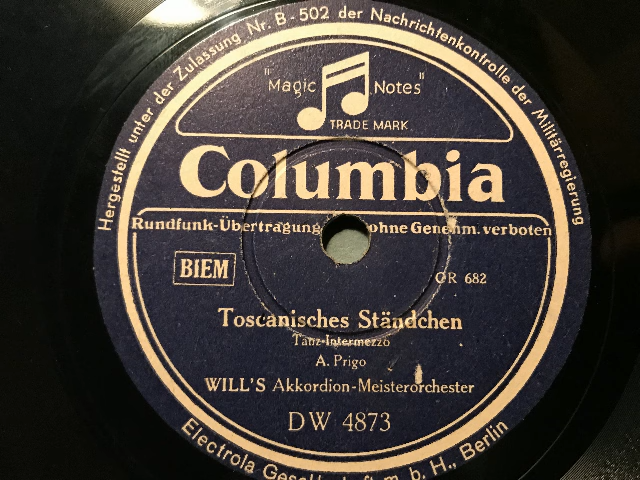 Hergestellt unter der Zulassung Nr. B-502 der Nachrichtenkontrolle der Militärregierung
"Magic Notes"
TRADE MARK
Columbia
Rundfunk-Übertragung ohne Genehm. verboten
BIEM
GR 682
Toscanisches Ständchen
Tanz-Intermezzo
A. Prigo
WILL'S Akkordion-Meisterorchester
DW 4873
Electrola Gesellschaft m. b. H., Berlin